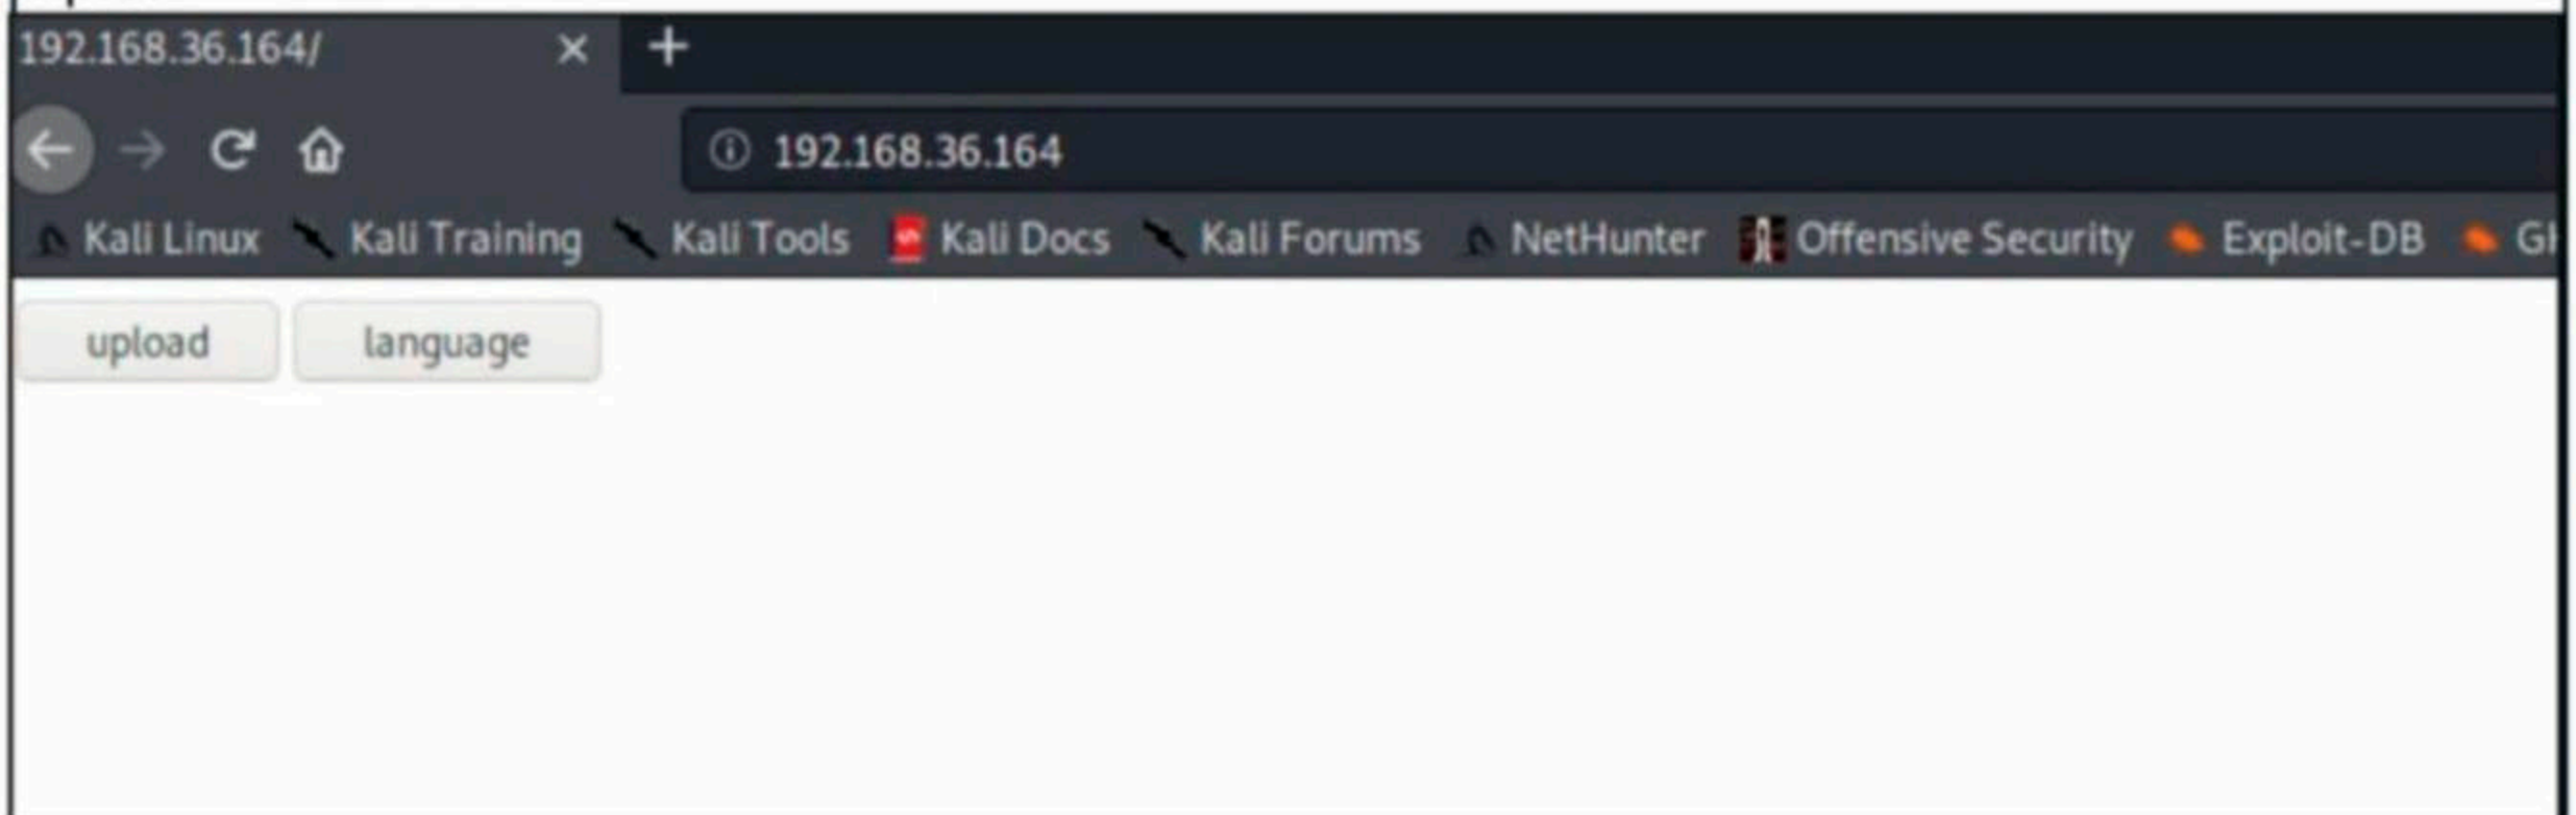 192.168.36.164/
192.168.36.164
Kali Linux Kali Training Kali Tools Kali Docs Kali Forums NetHunter Offensive Security Exploit-DB
upload language